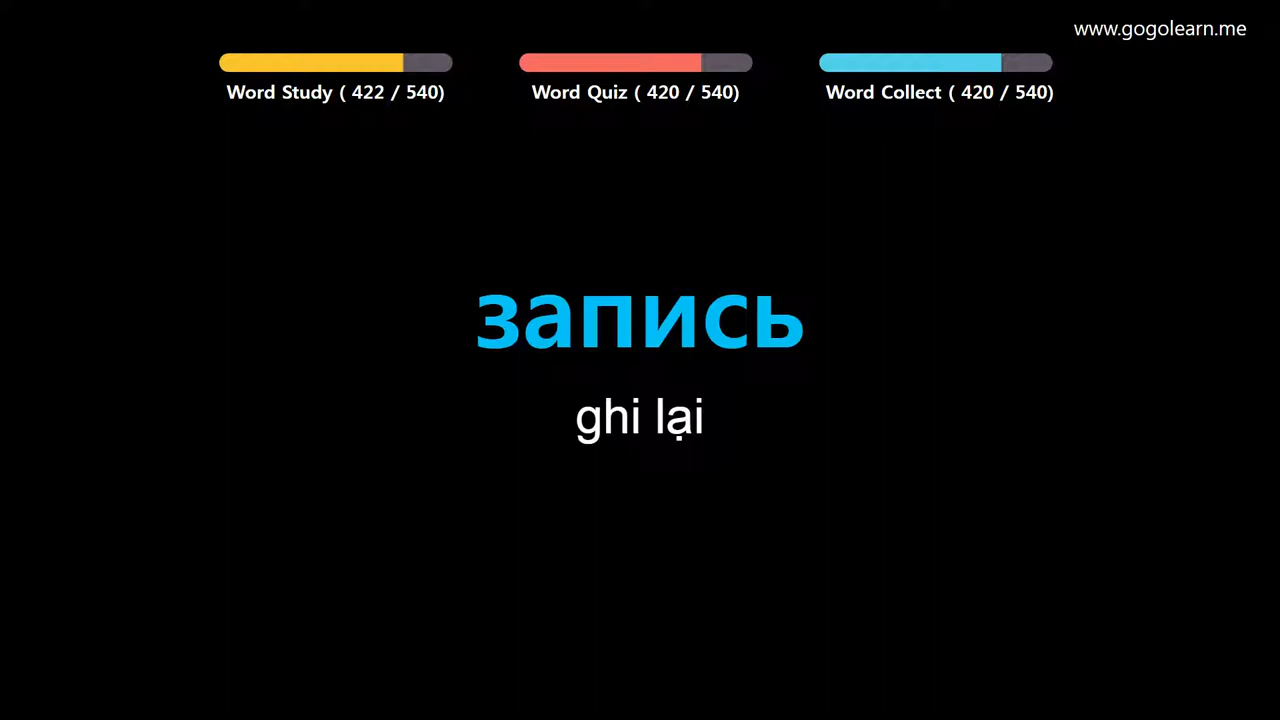 www.gogolearn.me
Word Study ( 422 / 540)
Word Quiz ( 420 / 540)
Word Collect ( 420 / 540)
запись
ghi lại